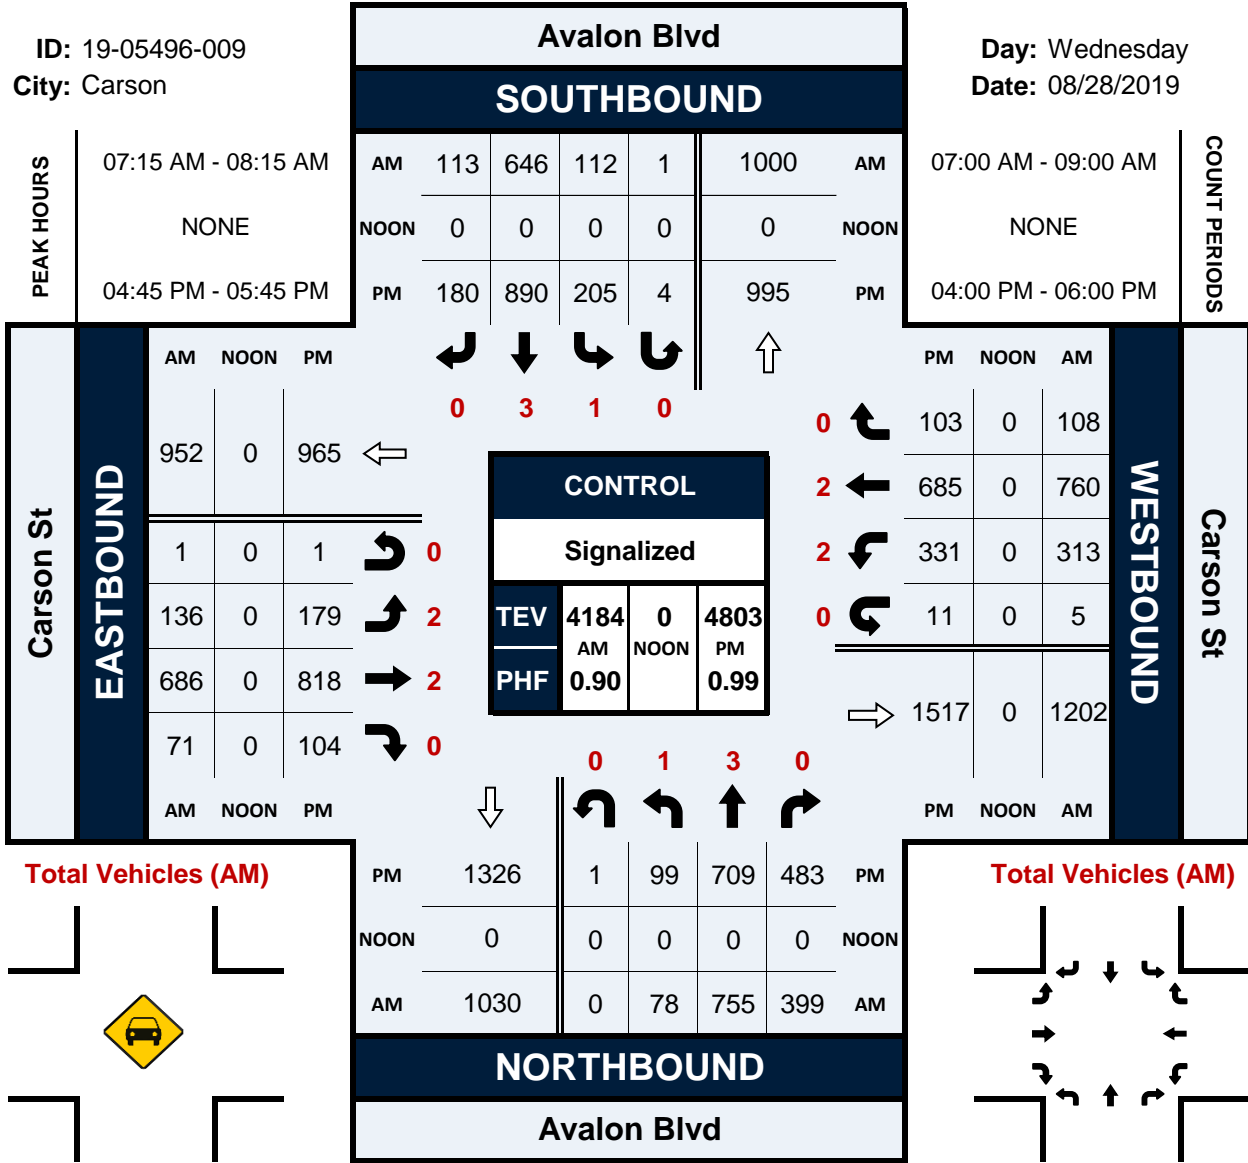 Avalon Blvd
ID: 19-05496-009
Day: Wednesday
City: Carson
Date: 08/28/2019
SOUTHBOUND
PEAK HOURS
07:15 AM - 08:15 AM
NONE
04:45 PM - 05:45 PM
AM 113 646 112 1 1000 AM
NOON 0 0 0 0 0 NOON
PM 180 890 205 4 995 PM
07:00 AM - 09:00 AM
NONE
04:00 PM - 06:00 PM
COUNT PERIODS
0 3 1 0
Carson St
EASTBOUND
AM NOON PM
952 0 965
1 0 1 0
136 0 179 2
686 0 818 2
71 0 104 0
AM NOON PM
CONTROL
Signalized
TEV 4184 0 4803
AM NOON PM
PHF 0.90 0.99
PM NOON AM
0 103 0 108
2 685 0 760
2 331 0 313
0 11 0 5
1517 0 1202
PM NOON AM
WESTBOUND
Carson St
0 1 3 0
PM 1326 1 99 709 483 PM
NOON 0 0 0 0 0 NOON
AM 1030 0 78 755 399 AM
NORTHBOUND
Avalon Blvd
Total Vehicles (AM)
Total Vehicles (AM)